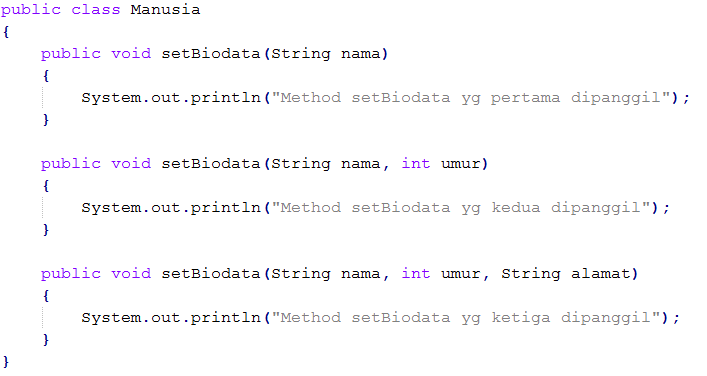 public class Manusia
{
    public void setBiodata(String nama)
    {
        System.out.println("Method setBiodata yg pertama dipanggil");
    }

    public void setBiodata(String nama, int umur)
    {
        System.out.println("Method setBiodata yg kedua dipanggil");
    }

    public void setBiodata(String nama, int umur, String alamat)
    {
        System.out.println("Method setBiodata yg ketiga dipanggil");
    }
}